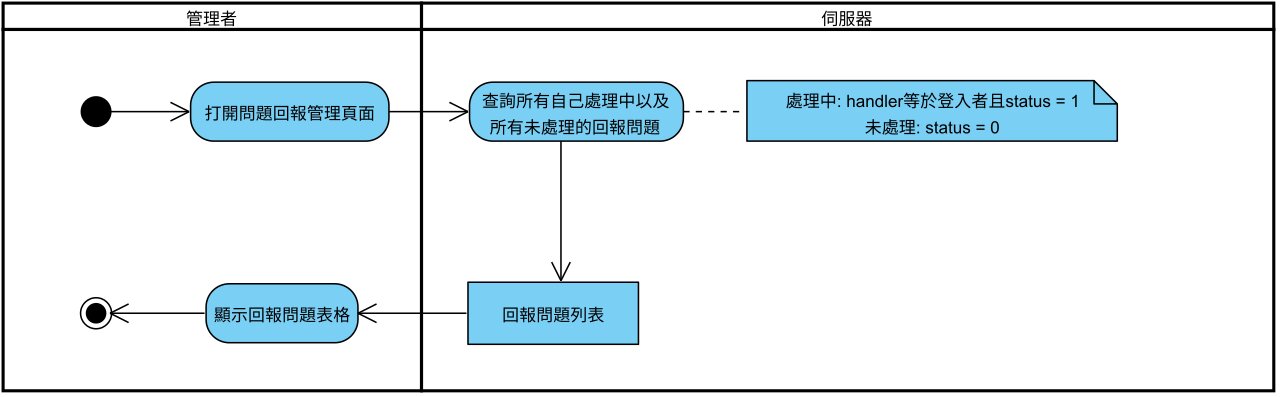 管理者
伺服器
打開問題回報管理頁面
查詢所有自己處理中以及
所有未處理的回報問題
處理中: handler等於登入者且status = 1
未處理: status = 0
顯示回報問題表格
回報問題列表